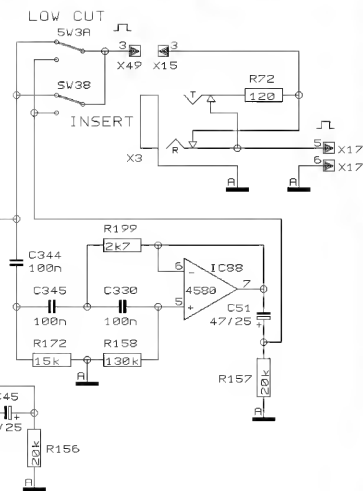 LOW CUT
SW3A
3
3
X49
X15
SW3B
INSERT
R72
120
T
R
X3
5
X17
6
X17
A
A
R199
2k7
C344
100n
C345
100n
C330
100n
6
-
5
+
4580
IC88
7
C51
47/25
+
R172
15k
R158
130k
A
R157
20k
A
C45
/25
+
20k
R156
A